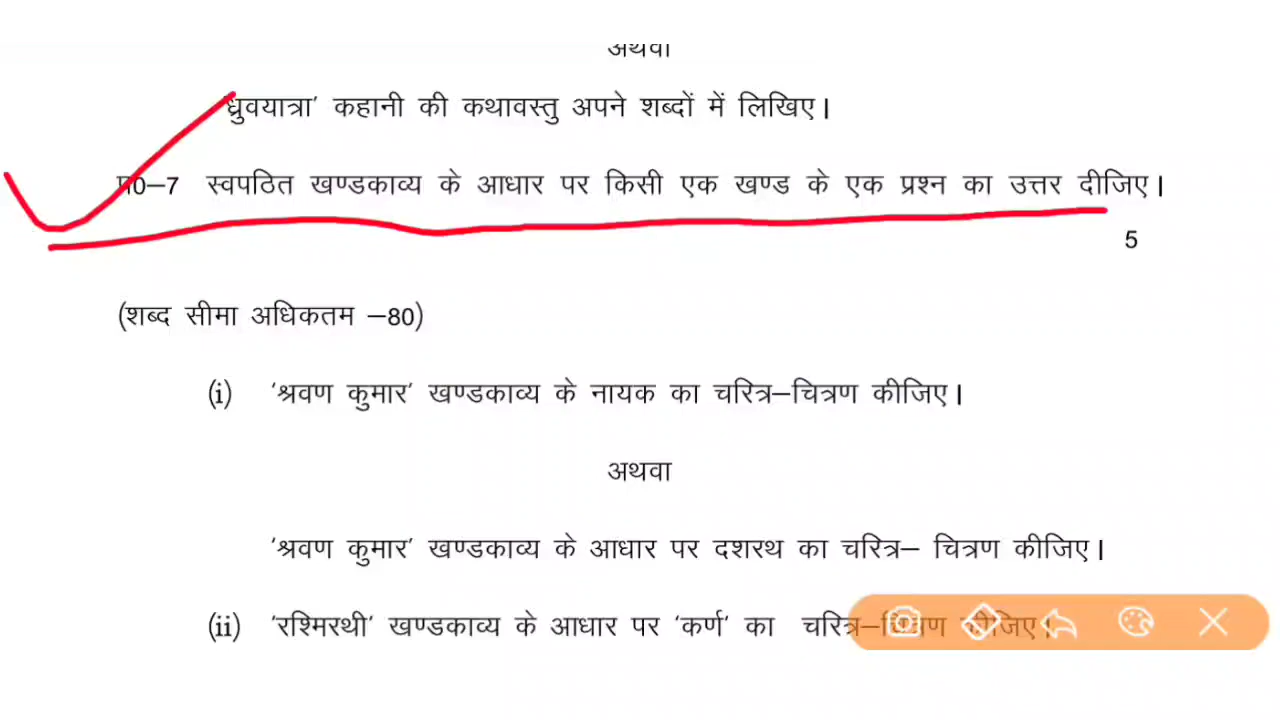 अथवा
'ध्रुवयात्रा' कहानी की कथावस्तु अपने शब्दों में लिखिए।
प्र0–7 स्वपठित खण्डकाव्य के आधार पर किसी एक खण्ड के एक प्रश्न का उत्तर दीजिए।
5
(शब्द सीमा अधिकतम –80)
(i) 'श्रवण कुमार' खण्डकाव्य के नायक का चरित्र–चित्रण कीजिए।
अथवा
'श्रवण कुमार' खण्डकाव्य के आधार पर दशरथ का चरित्र– चित्रण कीजिए।
(ii) 'रश्मिरथी' खण्डकाव्य के आधार पर 'कर्ण' का चरित्र–चित्रण कीजिए।